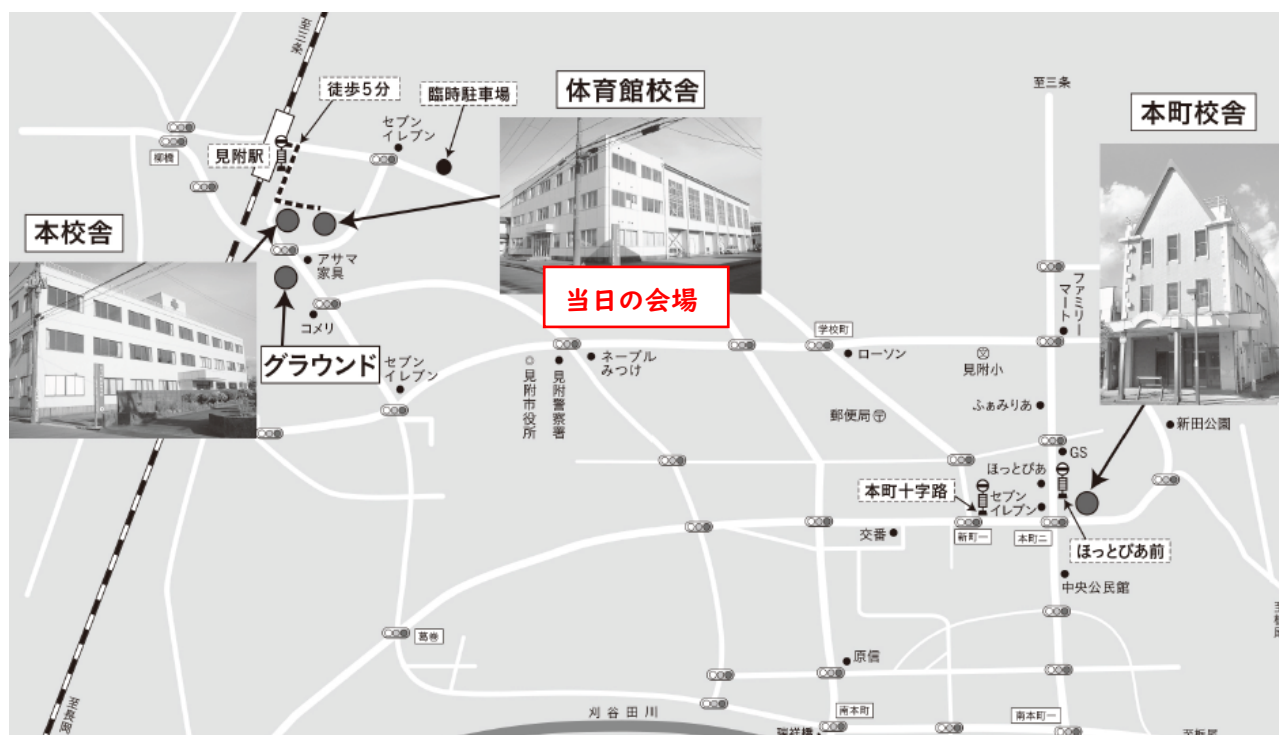 至三条
徒歩5分
臨時駐車場
体育館校舎
至三条
本町校舎
セブン
イレブン
柳橋
見附駅
本校舎
アサマ
家具
コメリ
グラウンド
当日の会場
セブン
イレブン
見附市役所
見附警察署
ネーブル
みつけ
学校町
ローソン
見附小
ファミリー
マート
ふぁみりあ
郵便局
新田公園
GS
ほっとぴあ
本町十字路
セブン
イレブン
新町一
本町二
ほっとぴあ前
交番
中央公民館
葛巻
原信
刈谷田川
南本町
南本町一
至長岡